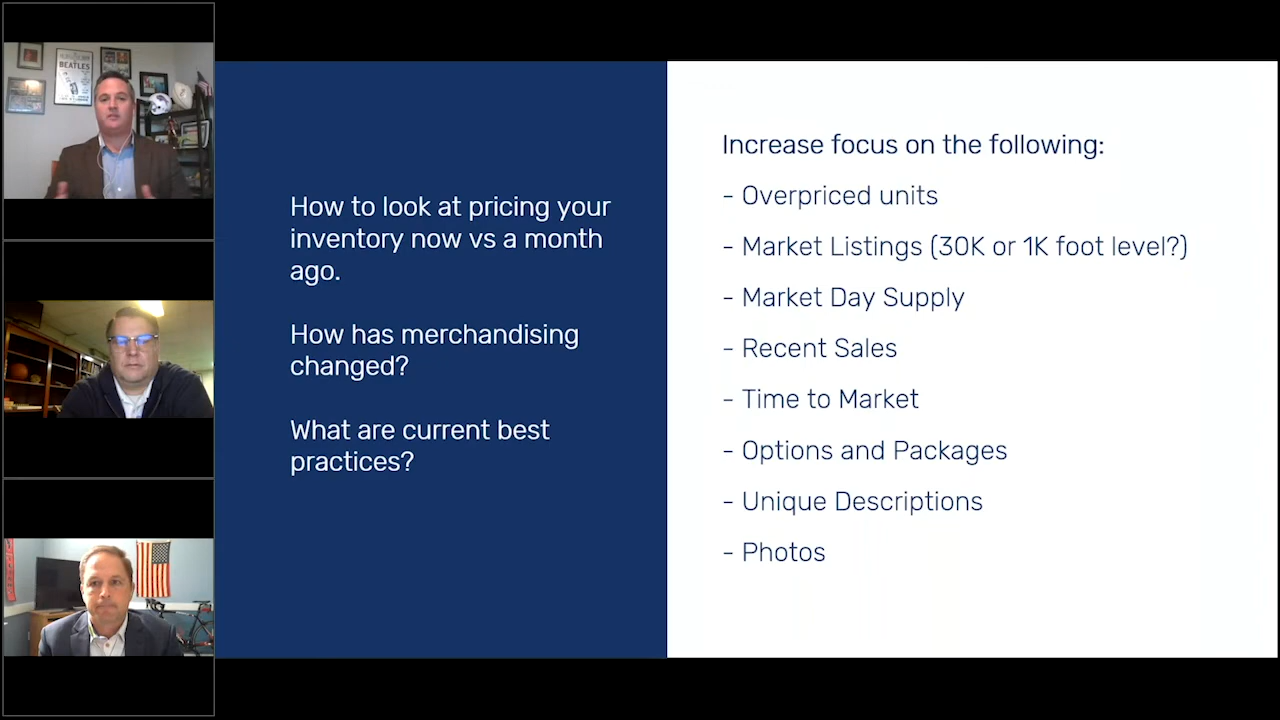 BEATLES
How to look at pricing your
inventory now vs a month
ago.
How has merchandising
changed?
What are current best
practices?
Increase focus on the following:
- Overpriced units
- Market Listings (30K or 1K foot level?)
- Market Day Supply
- Recent Sales
- Time to Market
- Options and Packages
- Unique Descriptions
- Photos